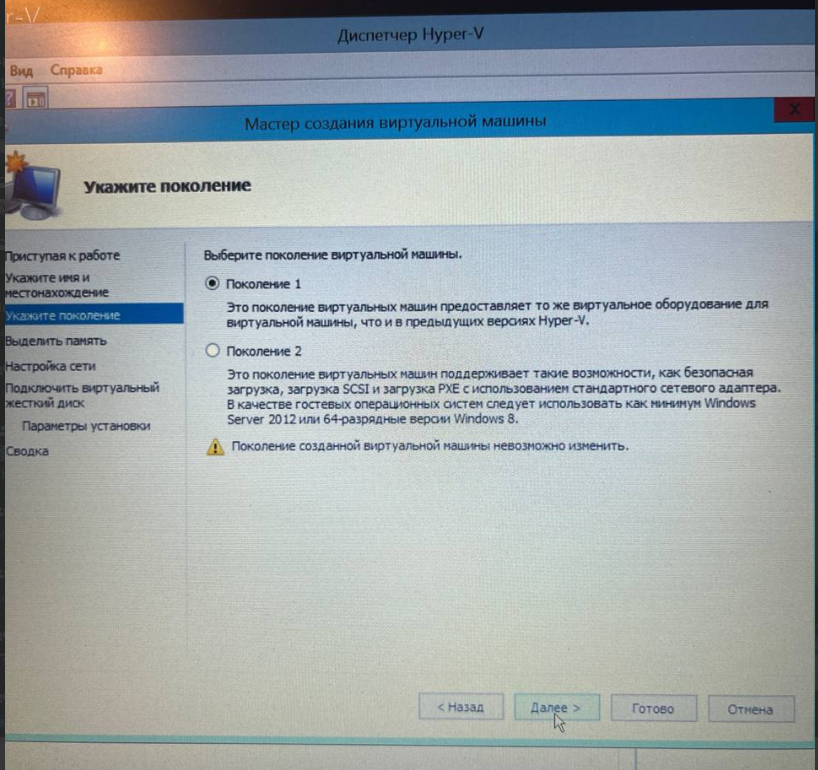 r-V
Диспетчер Hyper-V
Вид Справка
Мастер создания виртуальной машины
Укажите поколение
Приступая к работе
Укажите имя и
местонахождение
Укажите поколение
Выделить память
Настройка сети
Подключить виртуальный
жесткий диск
Параметры установки
Сводка
Выберите поколение виртуальной машины.
Поколение 1
Это поколение виртуальных машин предоставляет то же виртуальное оборудование для
виртуальной машины, что и в предыдущих версиях Hyper-V.
Поколение 2
Это поколение виртуальных машин поддерживает такие возможности, как безопасная
загрузка, загрузка SCSI и загрузка PXE с использованием стандартного сетевого адаптера.
В качестве гостевых операционных систем следует использовать как минимум Windows
Server 2012 или 64-разрядные версии Windows 8.
Поколение созданной виртуальной машины невозможно изменить.
< Назад Далее > Готово Отмена